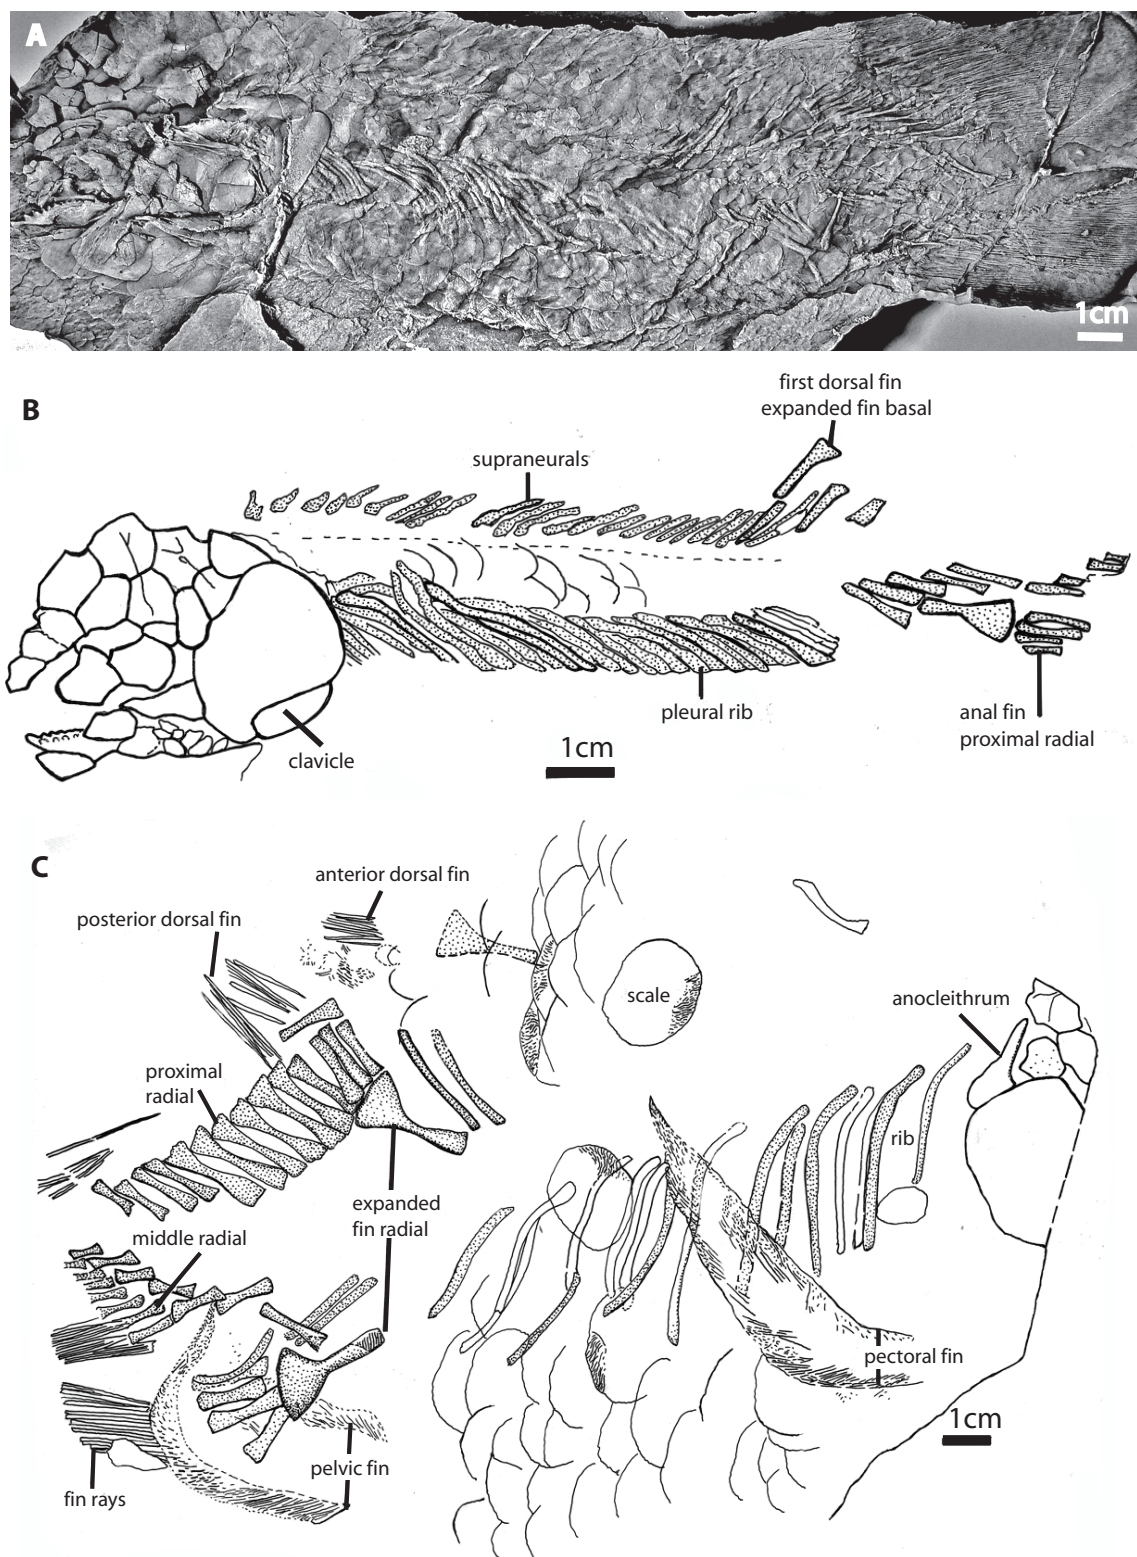 A
1cm
B
first dorsal fin
expanded fin basal
supraneurals
pleural rib
anal fin
proximal radial
clavicle
1cm
C
anterior dorsal fin
posterior dorsal fin
scale
anocleithrum
proximal
radial
rib
expanded
fin radial
middle radial
pectoral fin
1cm
pelvic fin
fin rays